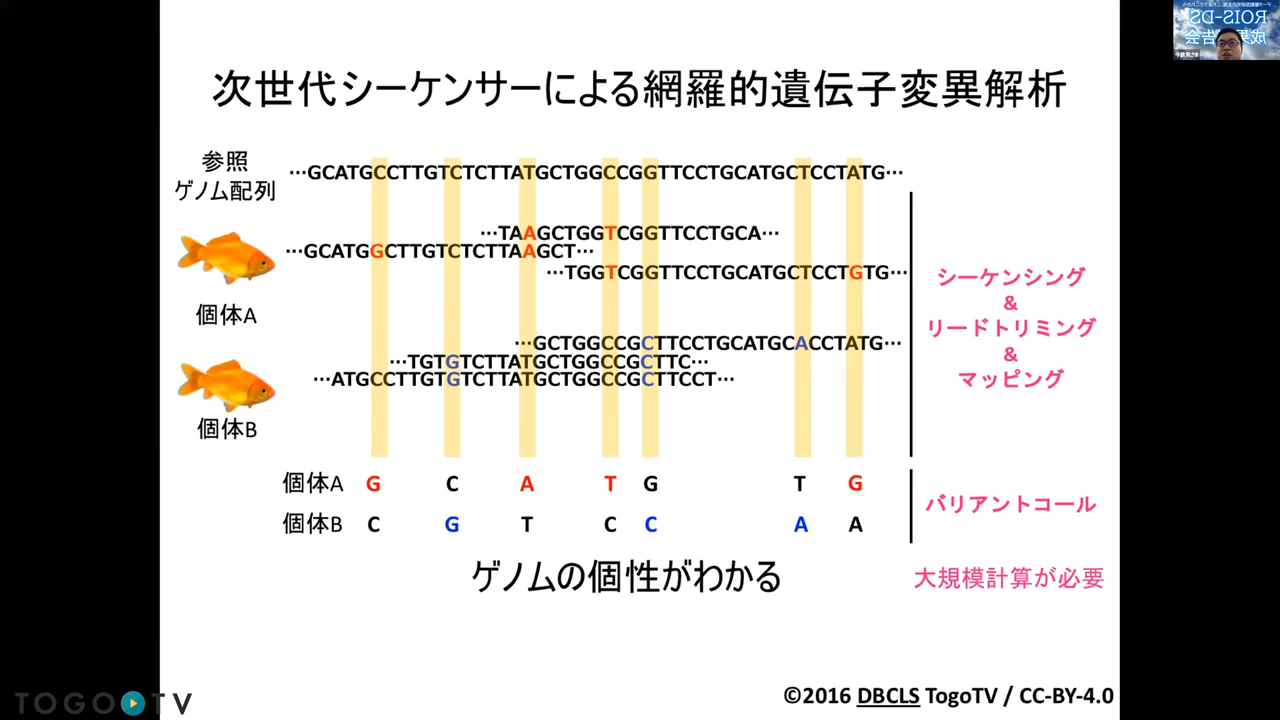 次世代シーケンサーによる網羅的遺伝子変異解析
参照
ゲノム配列
…GCATGCCTTGTCTCTTATGCTGGCCGGTTCCTGCATGCTCCTATG…
…TAAGCTGGTCGGTTCCTGCA…
…GCATGGCTTGTCTCTTAAGCT…
…TGGTCGGTTCCTGCATGCTCCTGTG…
個体A
…GCTGGCCGCTTCCTGCATGCACCTATG…
…TGTGTCTTATGCTGGCCGCTTC…
…ATGCCTTGTGTCTTATGCTGGCCGCTTCCT…
個体B
シーケンシング
&
リードトリミング
&
マッピング
個体A G C A T G T G
個体B C G T C C A A
バリアントコール
ゲノムの個性がわかる
大規模計算が必要
©2016 DBCLS TogoTV / CC-BY-4.0
TOGOTV
ROIS-DS